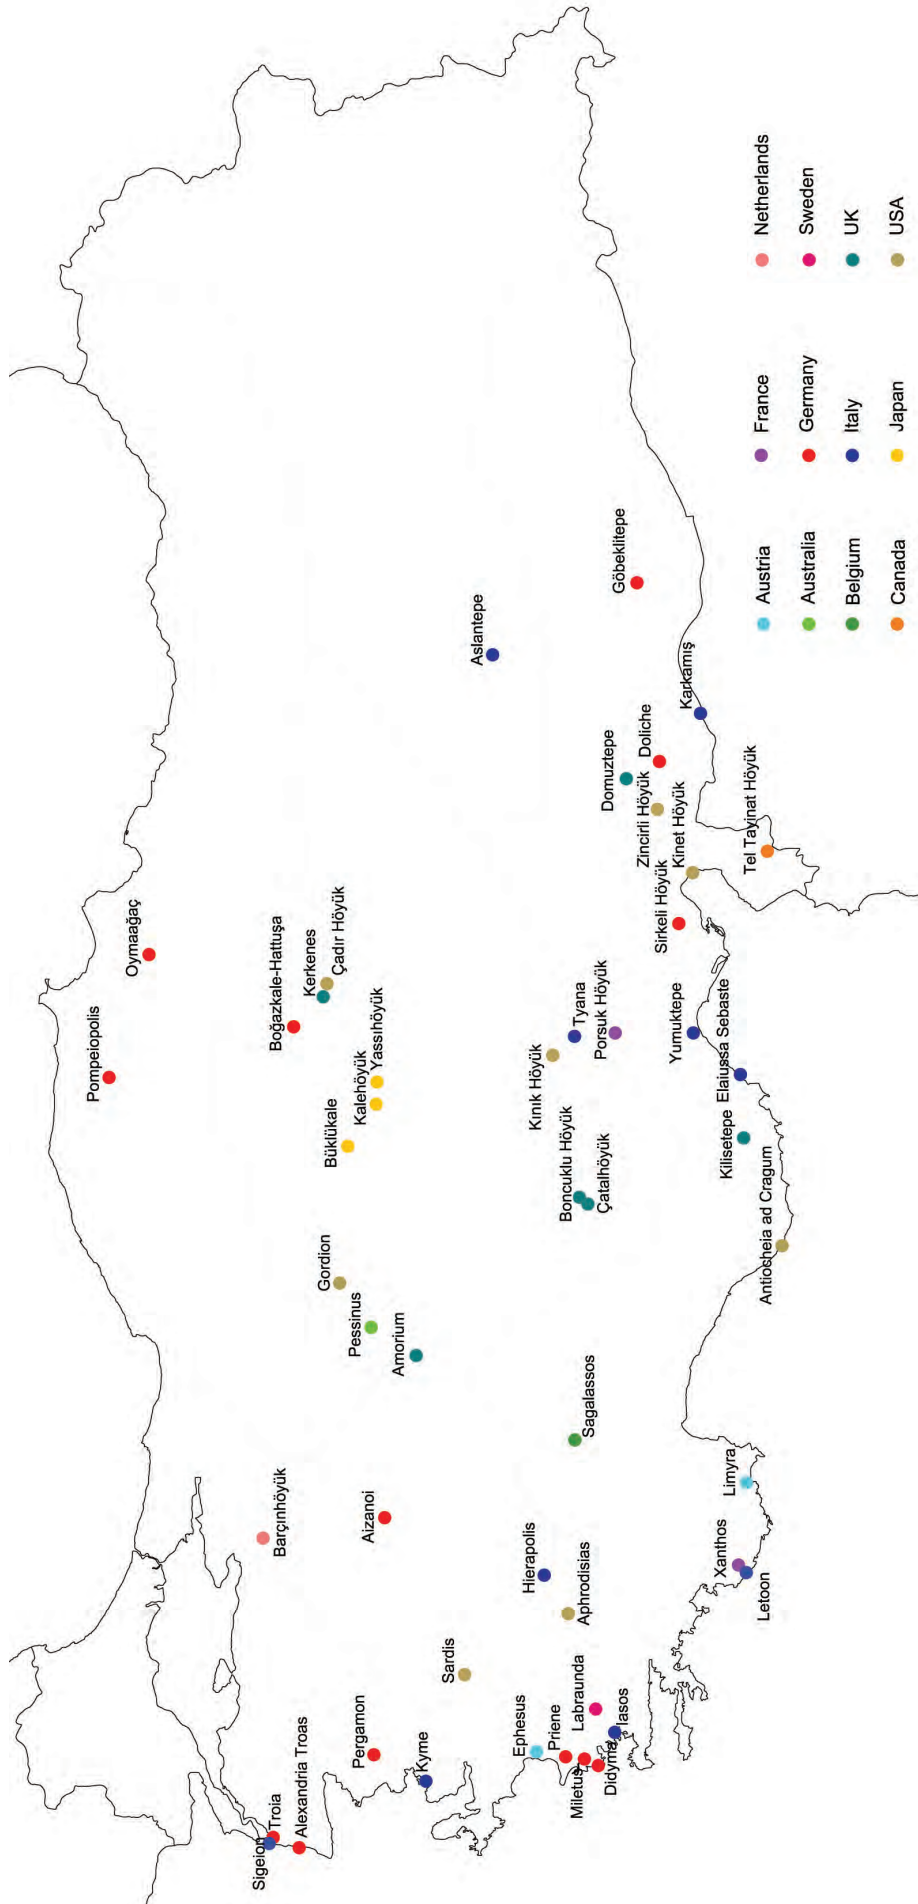 Pompeiopolis
Oymaağaç
Sigeion
Troia
Barçınhöyük
Boğazkale-Hattuşa
Alexandria Troas
Kerkenes
Çadır Höyük
Gordion
Büklükale
Kalehöyük
Yassıhöyük
Pessinus
Pergamon
Aizanoi
Amorium
Kyme
Sardis
Aslantepe
Ephesus
Hierapolis
Kınık Höyük
Priene
Tyana
Boncuklu Höyük
Miletus
Aphrodisias
Labraunda
Sagalassos
Porsuk Höyük
Çatalhöyük
Domuztepe
Göbeklitepe
Didyma
Iasos
Doliche
Zincirli Höyük
Sirkeli Höyük
Kinet Höyük
Karkamış
Yumuktepe
Xanthos
Limyra
Elaiussa Sebaste
Kilisetepe
Tel Tayinat Höyük
Letoon
Antiocheia ad Cragum
Austria
France
Netherlands
Australia
Germany
Sweden
Belgium
Italy
UK
Canada
Japan
USA